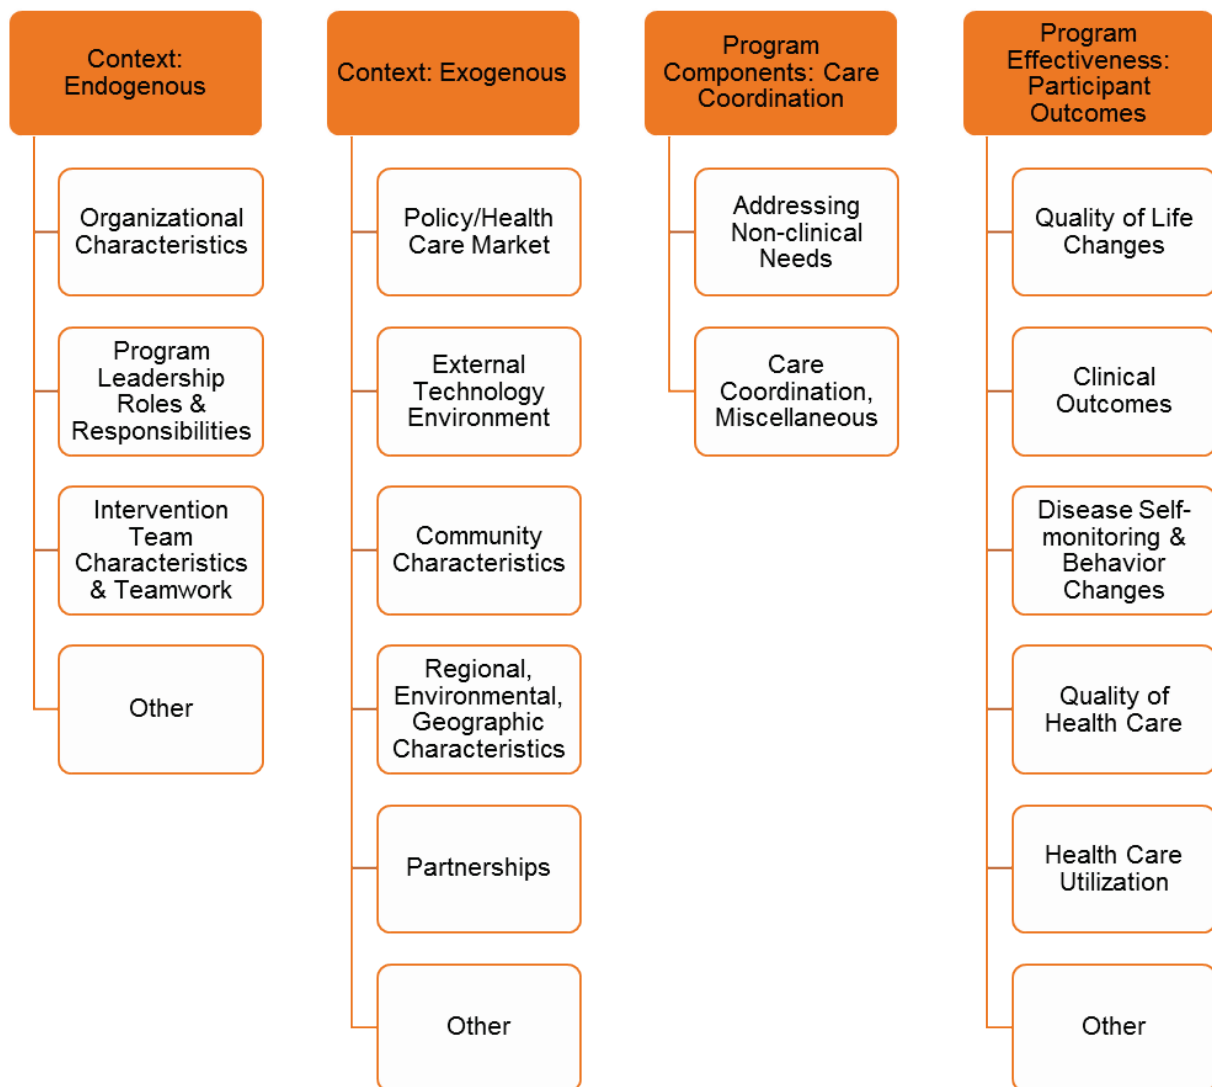 Context:
Endogenous
Organizational
Characteristics
Program
Leadership
Roles &
Responsibilities
Intervention
Team
Characteristics
& Teamwork
Other
Context: Exogenous
Policy/Health
Care Market
External
Technology
Environment
Community
Characteristics
Regional,
Environmental,
Geographic
Characteristics
Partnerships
Other
Program
Components: Care
Coordination
Addressing
Non-clinical
Needs
Care
Coordination,
Miscellaneous
Program
Effectiveness:
Participant
Outcomes
Quality of Life
Changes
Clinical
Outcomes
Disease Self-
monitoring &
Behavior
Changes
Quality of
Health Care
Health Care
Utilization
Other